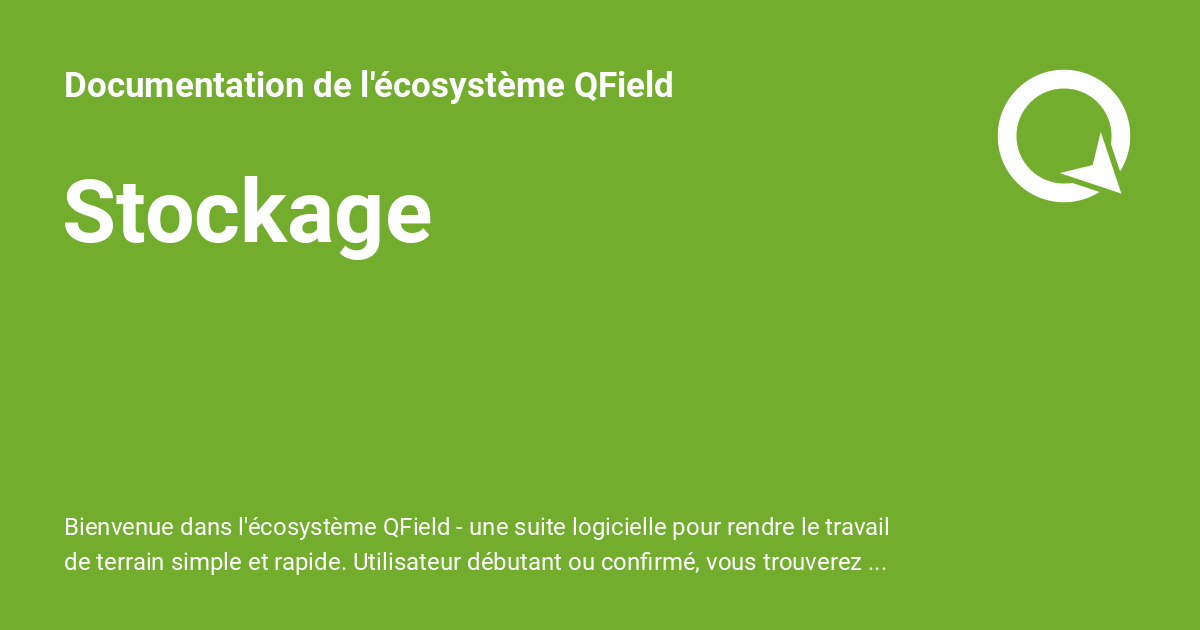 Documentation de l'écosystème QField
Stockage
Bienvenue dans l'écosystème QField - une suite logicielle pour rendre le travail
de terrain simple et rapide. Utilisateur débutant ou confirmé, vous trouverez ...